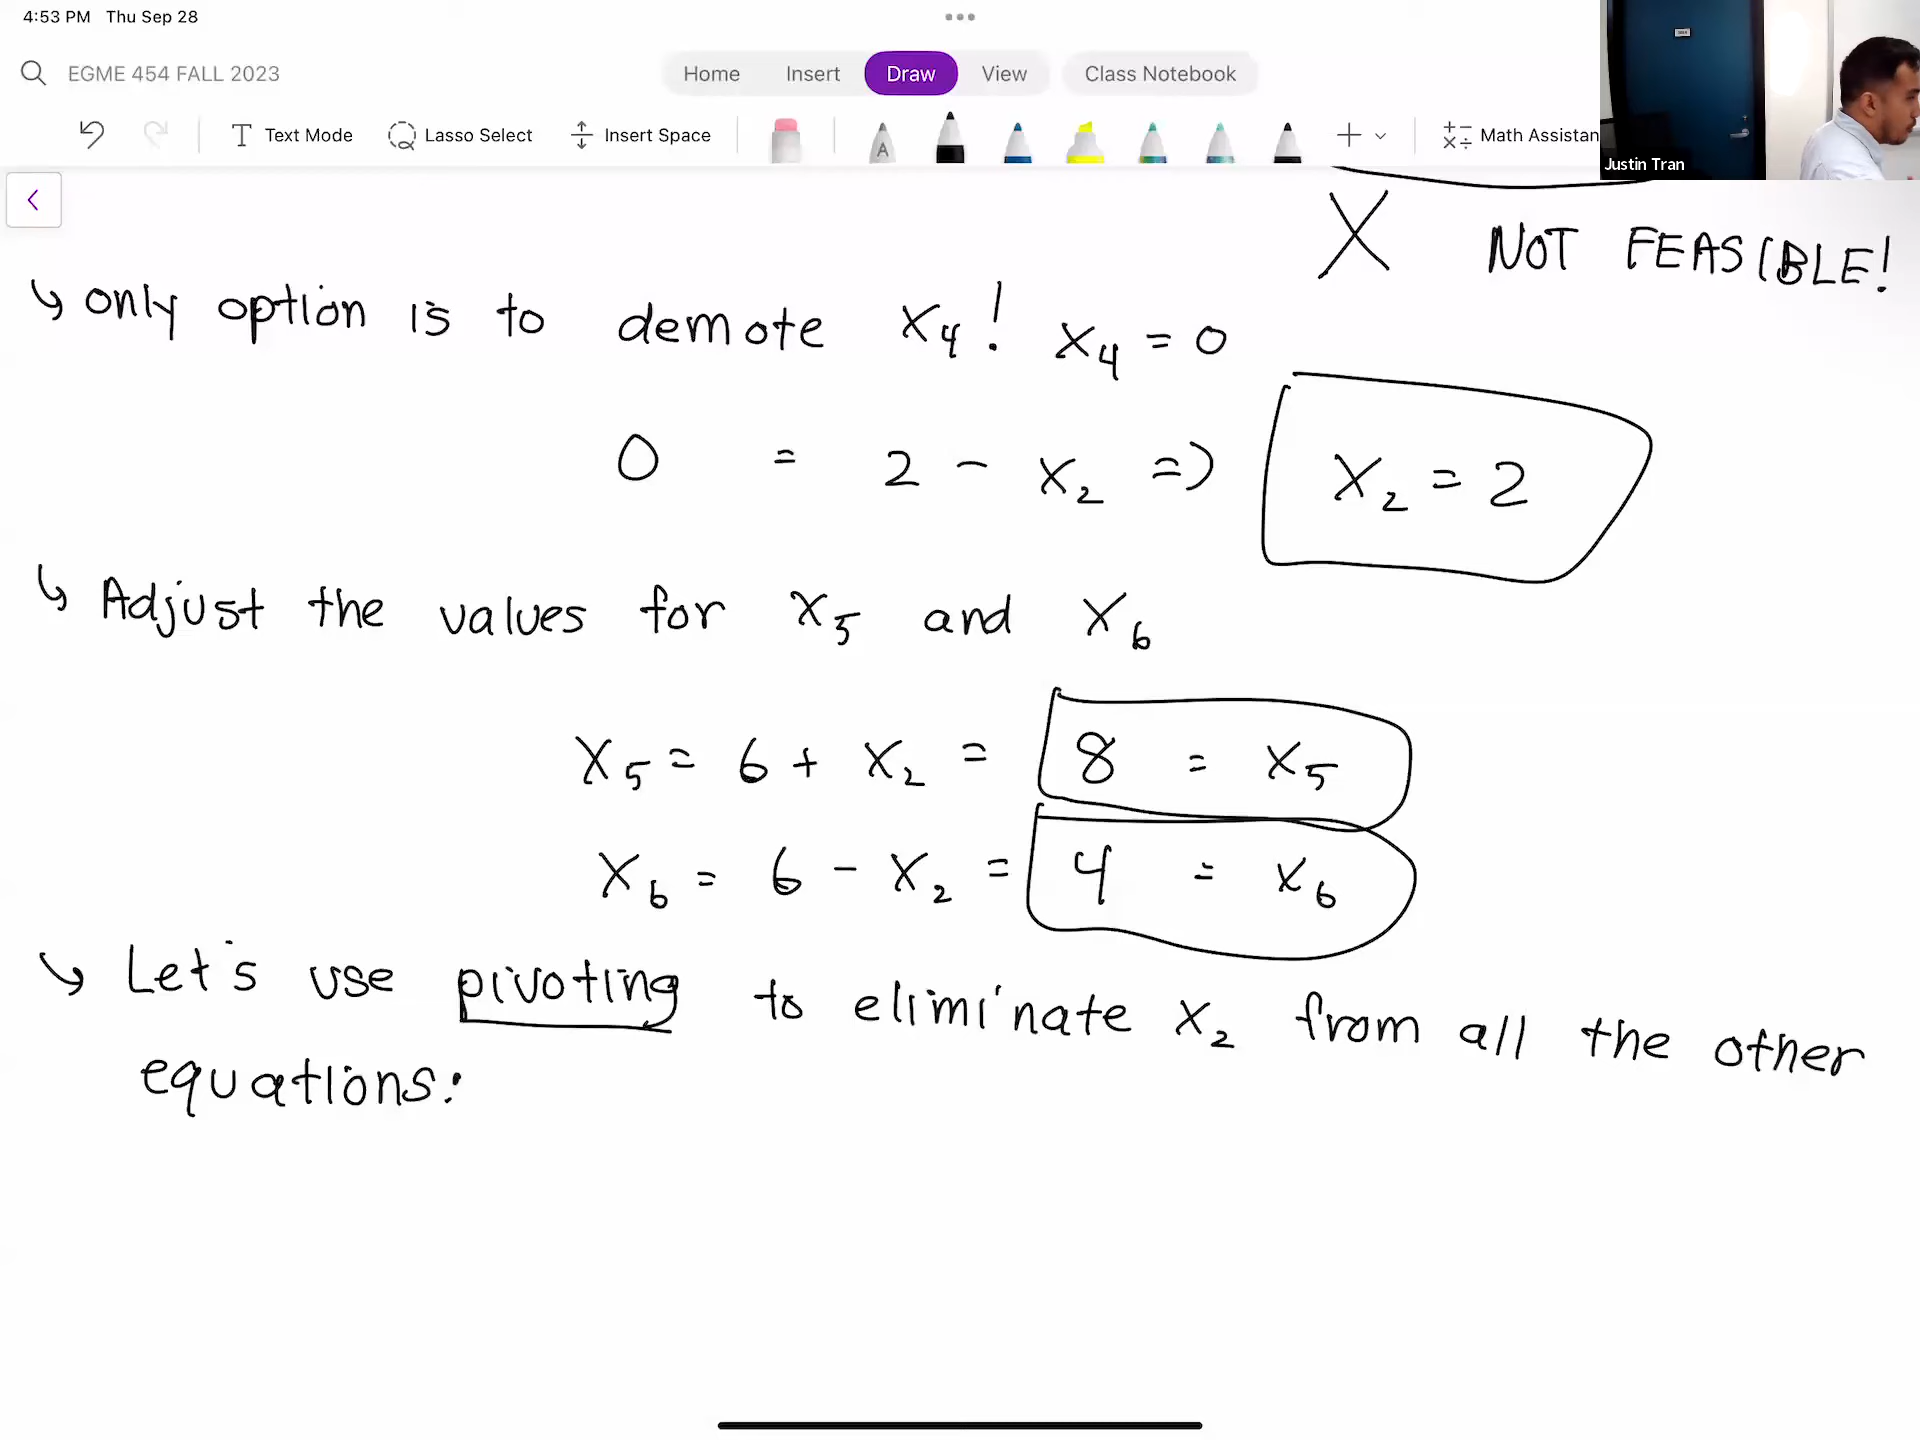 4:53 PM Thu Sep 28
EGME 454 FALL 2023
Home Insert Draw View Class Notebook
Text Mode Lasso Select Insert Space A Math Assistan
Justin Tran
X NOT FEASIBLE!
↳ only option is to demote x₄! x₄ = 0
0 = 2 - x₂ => x₂ = 2
↳ Adjust the values for x₅ and x₆
x₅ = 6 + x₂ = 8 = x₅
x₆ = 6 - x₂ = 4 = x₆
↳ Let's use pivoting to eliminate x₂ from all the other
equations: